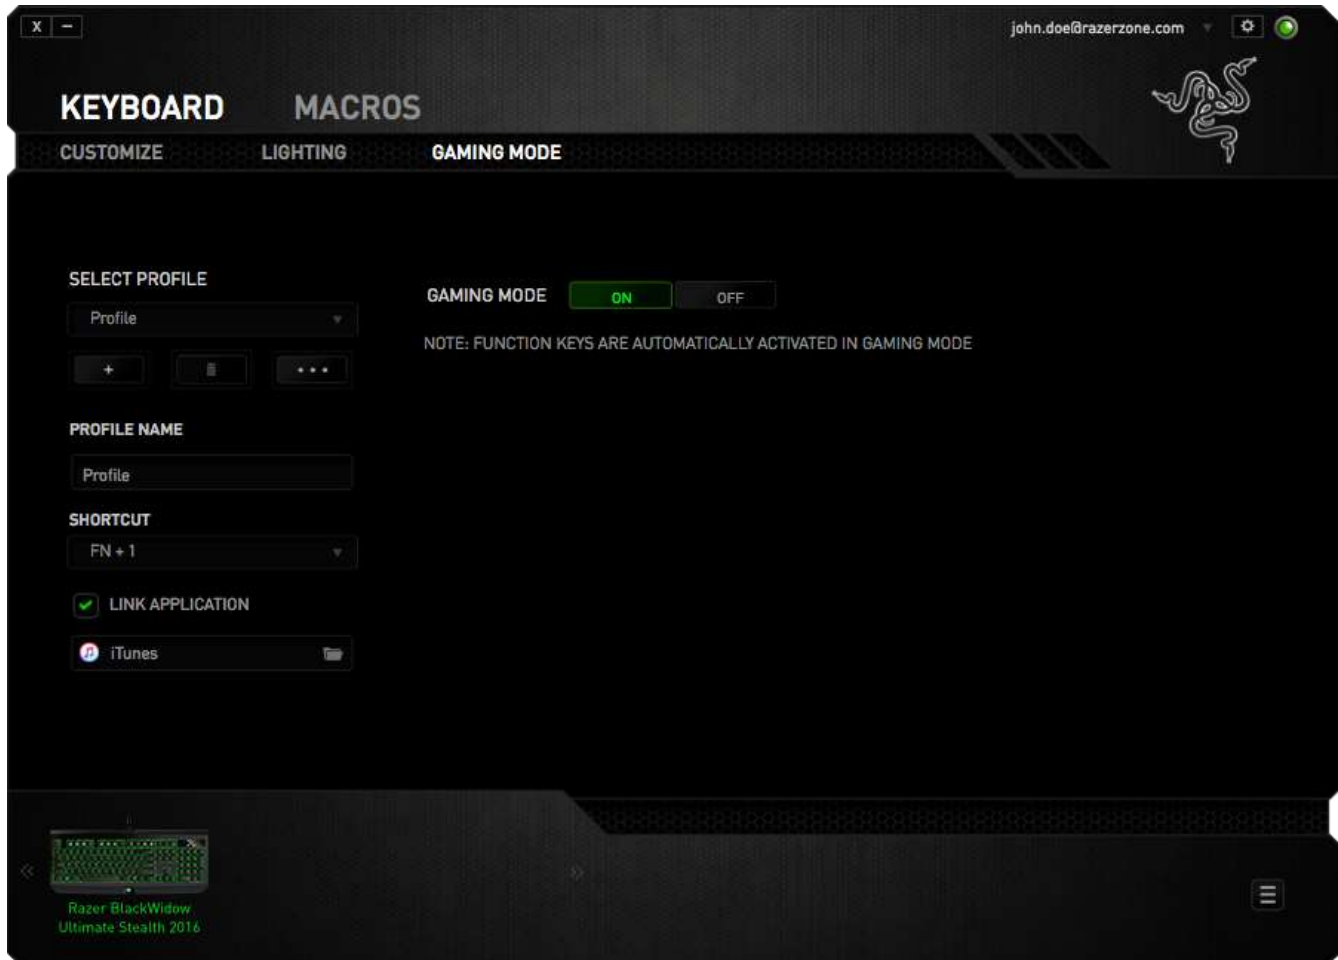 X –
john.doe@razerzone.com
KEYBOARD MACROS
CUSTOMIZE LIGHTING GAMING MODE
SELECT PROFILE
Profile
+ •••
PROFILE NAME
Profile
SHORTCUT
FN + 1
LINK APPLICATION
iTunes
GAMING MODE ON OFF
NOTE: FUNCTION KEYS ARE AUTOMATICALLY ACTIVATED IN GAMING MODE
Razer BlackWidow
Ultimate Stealth 2016